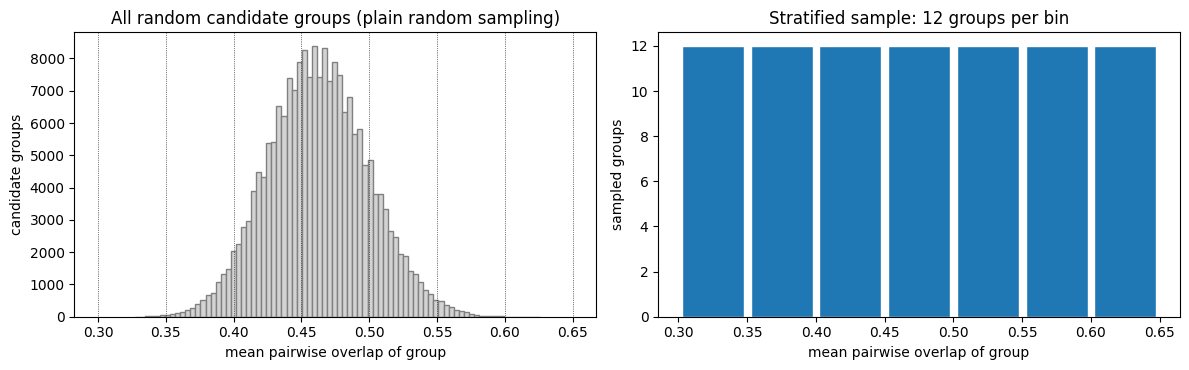 All random candidate groups (plain random sampling)
candidate groups
8000
7000
6000
5000
4000
3000
2000
1000
0
0.30 0.35 0.40 0.45 0.50 0.55 0.60 0.65
mean pairwise overlap of group
Stratified sample: 12 groups per bin
sampled groups
12
10
8
6
4
2
0
0.30 0.35 0.40 0.45 0.50 0.55 0.60 0.65
mean pairwise overlap of group